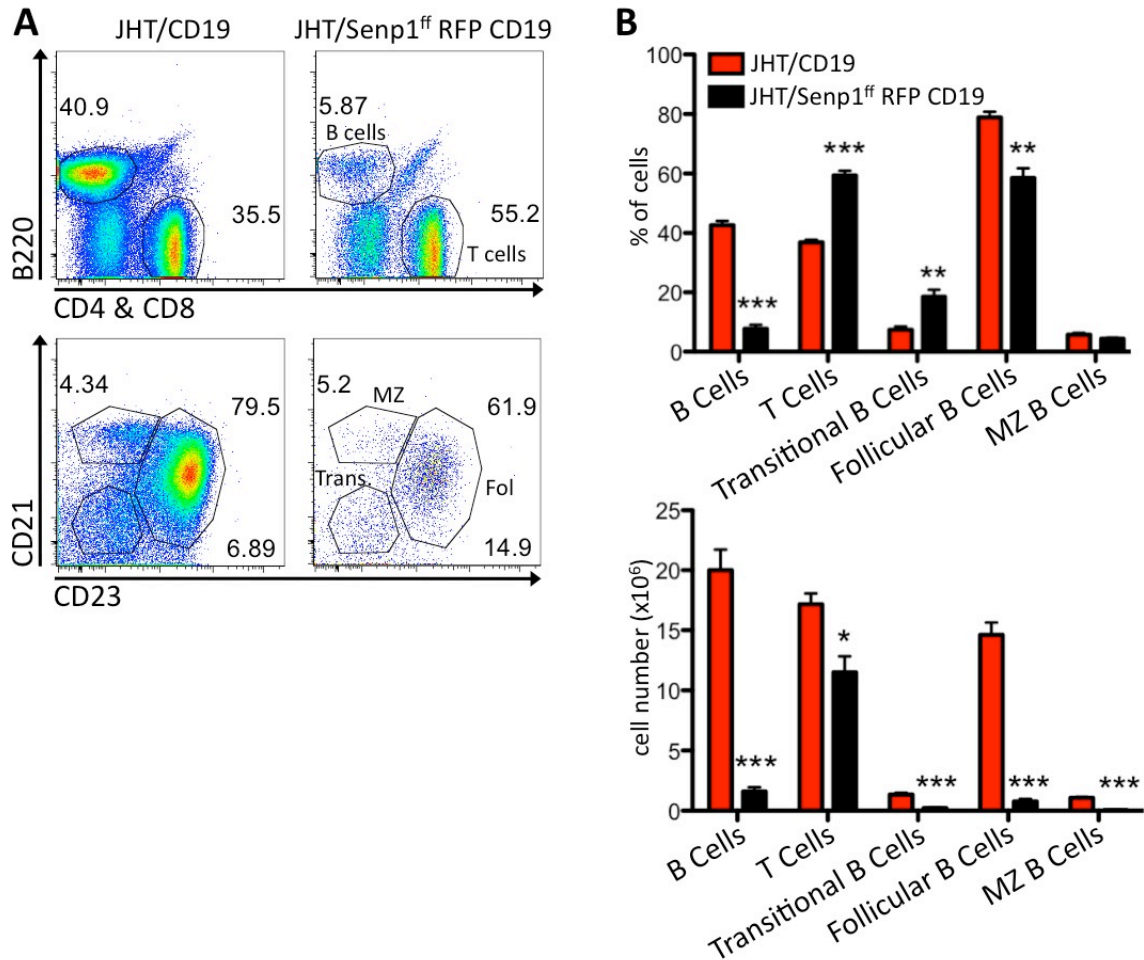 A
JHT/CD19
JHT/Senp1ff RFP CD19
40.9
35.5
5.87
B cells
55.2
T cells
B220
CD4 & CD8
4.34
79.5
6.89
5.2
MZ
61.9
Trans.
Fol
14.9
CD21
CD23
B
JHT/CD19
JHT/Senp1ff RFP CD19
100
80
60
40
20
0
% of cells
***
***
**
**
B Cells
T Cells
Transitional B Cells
Follicular B Cells
MZ B Cells
25
20
15
10
5
0
cell number (x10⁶)
***
*
***
***
***
B Cells
T Cells
Transitional B Cells
Follicular B Cells
MZ B Cells